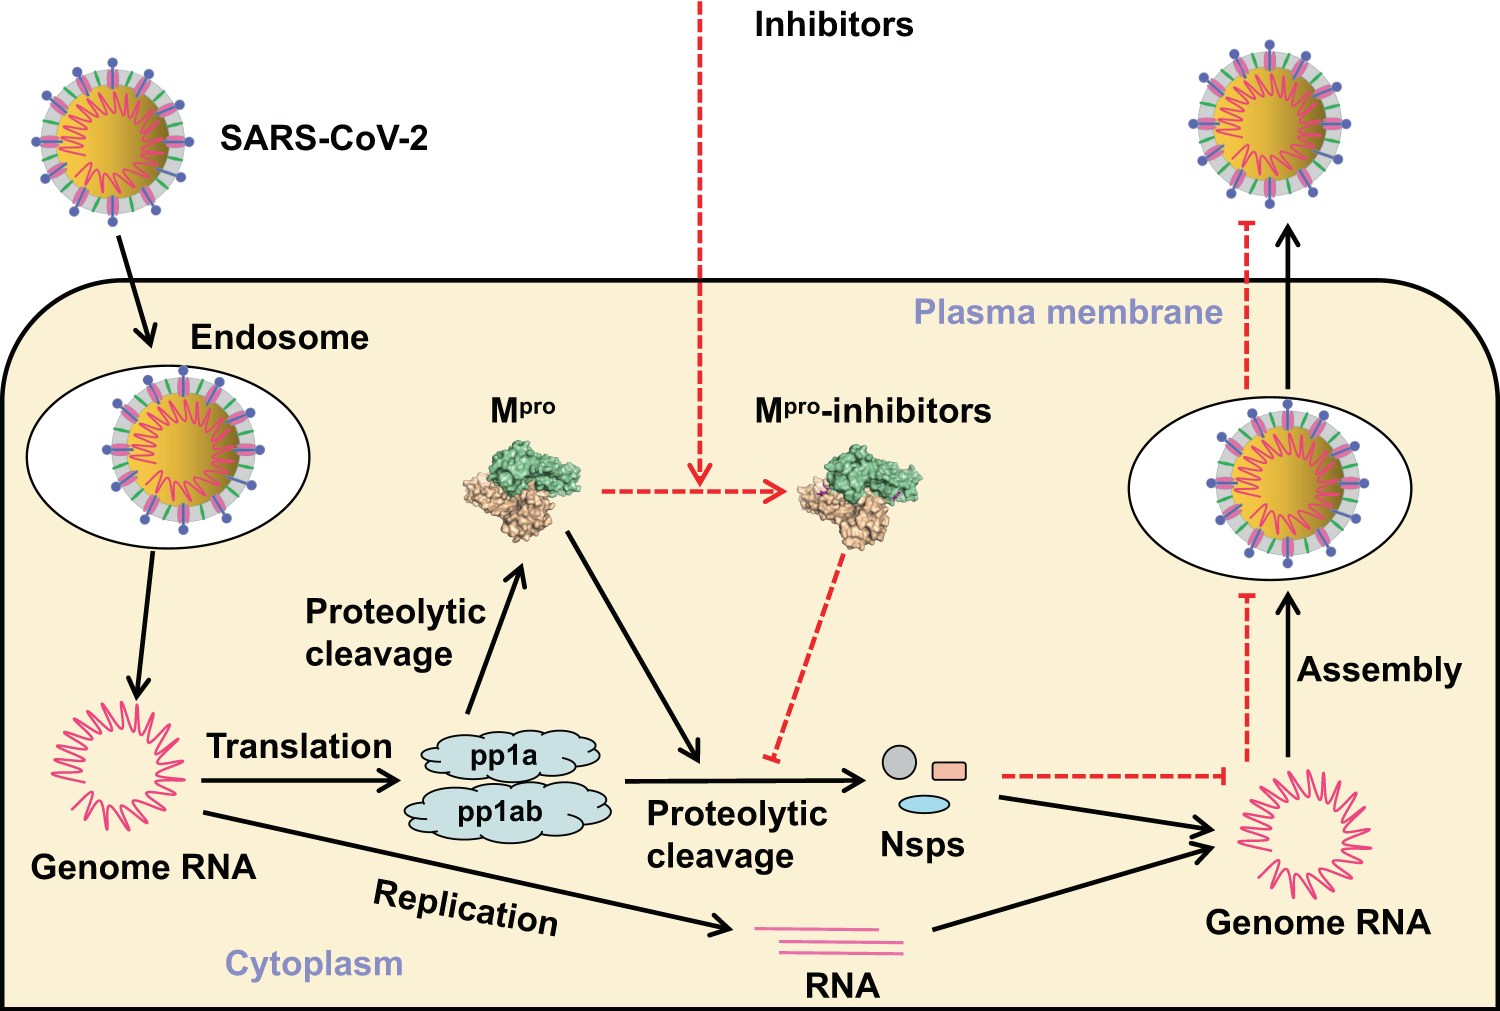 Inhibitors
SARS-CoV-2
Plasma membrane
Endosome
Mpro
Mpro-inhibitors
Proteolytic
cleavage
Assembly
Translation
pp1a
pp1ab
Proteolytic
cleavage
Nsps
Genome RNA
Replication
Genome RNA
Cytoplasm
RNA